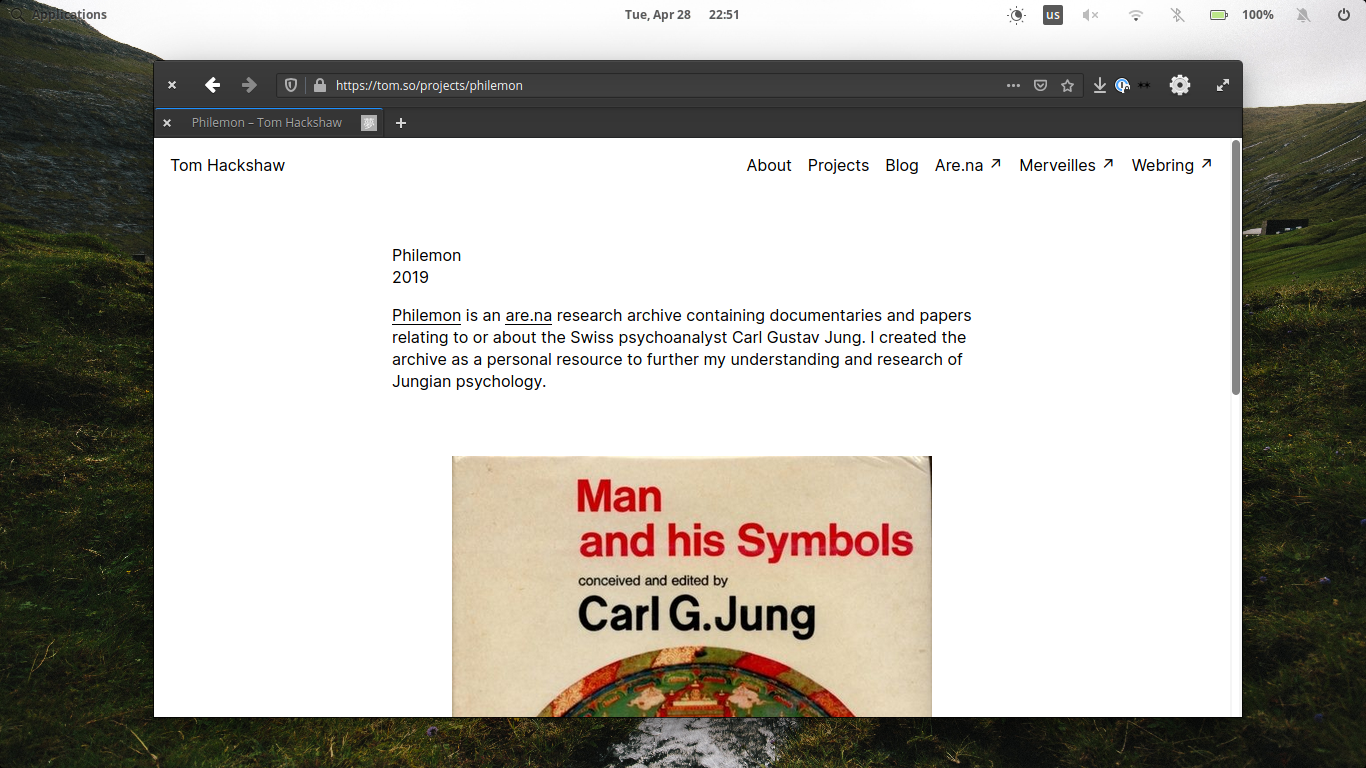 Applications
Tue, Apr 28 22:51
us
100%
https://tom.so/projects/philemon
Philemon – Tom Hackshaw
Tom Hackshaw
About Projects Blog Are.na ↗ Merveilles ↗ Webring ↗
Philemon
2019
Philemon is an are.na research archive containing documentaries and papers
relating to or about the Swiss psychoanalyst Carl Gustav Jung. I created the
archive as a personal resource to further my understanding and research of
Jungian psychology.
Man
and his Symbols
conceived and edited by
Carl G. Jung